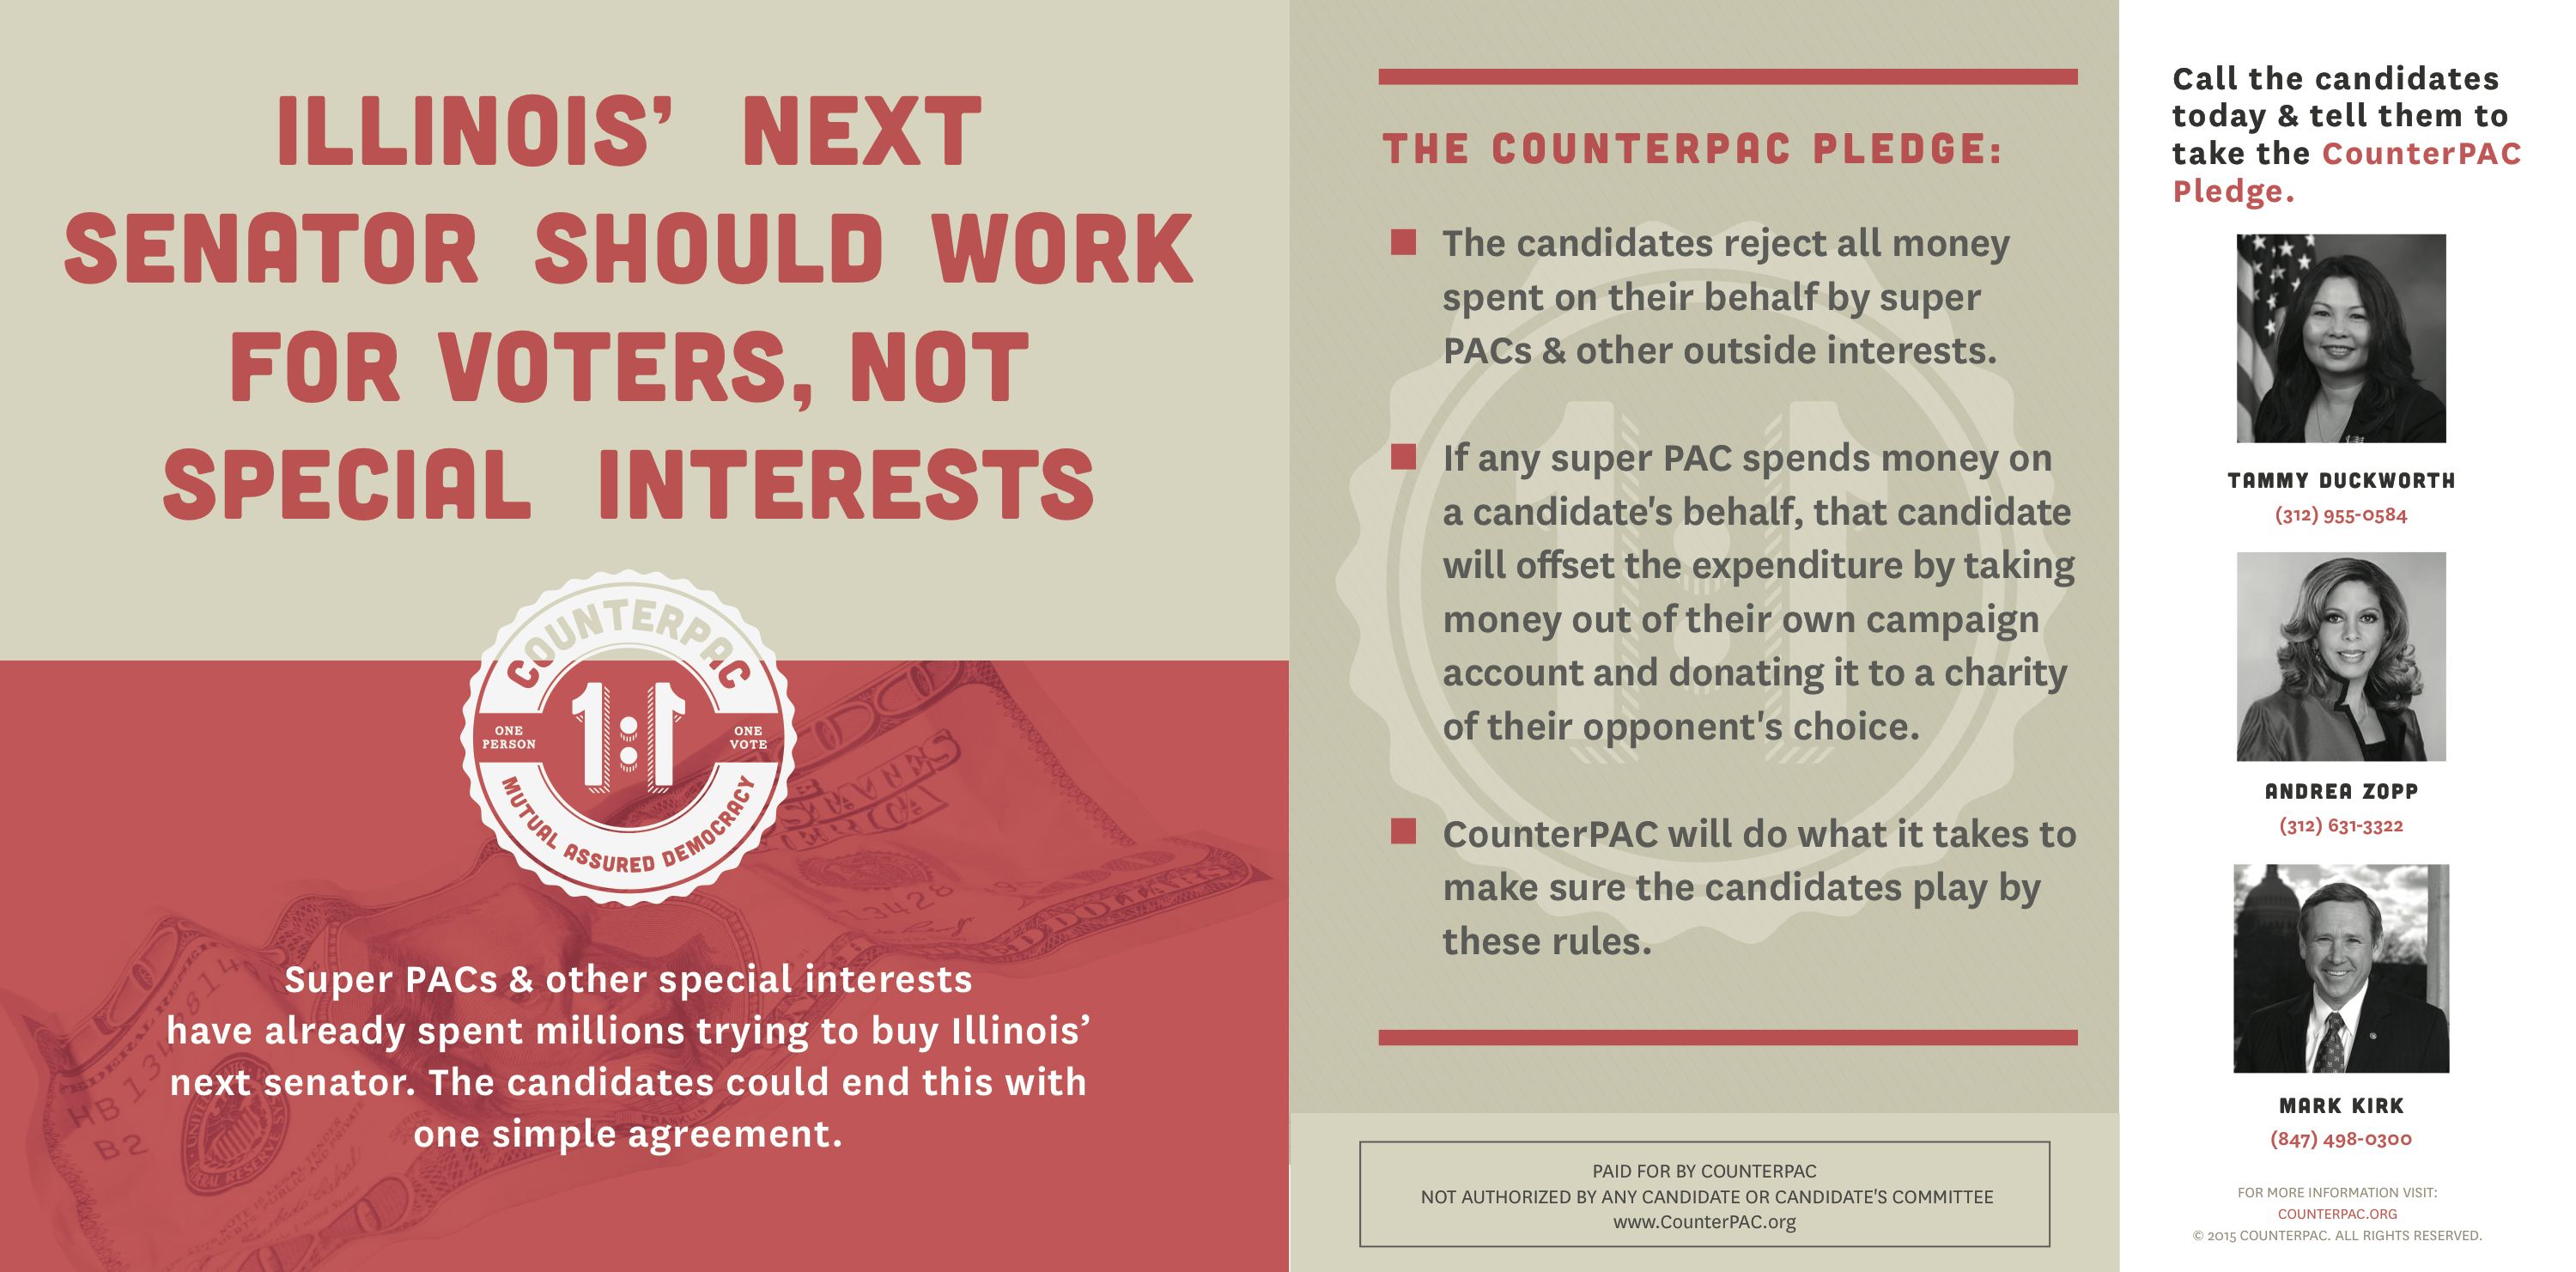 ILLINOIS’ NEXT
SENATOR SHOULD WORK
FOR VOTERS, NOT
SPECIAL INTERESTS
COUNTERPAC
ONE
PERSON
1:1
ONE
VOTE
MUTUAL ASSURED DEMOCRACY
Super PACs & other special interests
have already spent millions trying to buy Illinois’
next senator. The candidates could end this with
one simple agreement.
THE COUNTERPAC PLEDGE:
The candidates reject all money
spent on their behalf by super
PACs & other outside interests.
If any super PAC spends money on
a candidate's behalf, that candidate
will offset the expenditure by taking
money out of their own campaign
account and donating it to a charity
of their opponent's choice.
CounterPAC will do what it takes to
make sure the candidates play by
these rules.
PAID FOR BY COUNTERPAC
NOT AUTHORIZED BY ANY CANDIDATE OR CANDIDATE'S COMMITTEE
www.CounterPAC.org
Call the candidates
today & tell them to
take the CounterPAC
Pledge.
TAMMY DUCKWORTH
(312) 955-0584
ANDREA ZOPP
(312) 631-3322
MARK KIRK
(847) 498-0300
FOR MORE INFORMATION VISIT:
COUNTERPAC.ORG
© 2015 COUNTERPAC. ALL RIGHTS RESERVED.